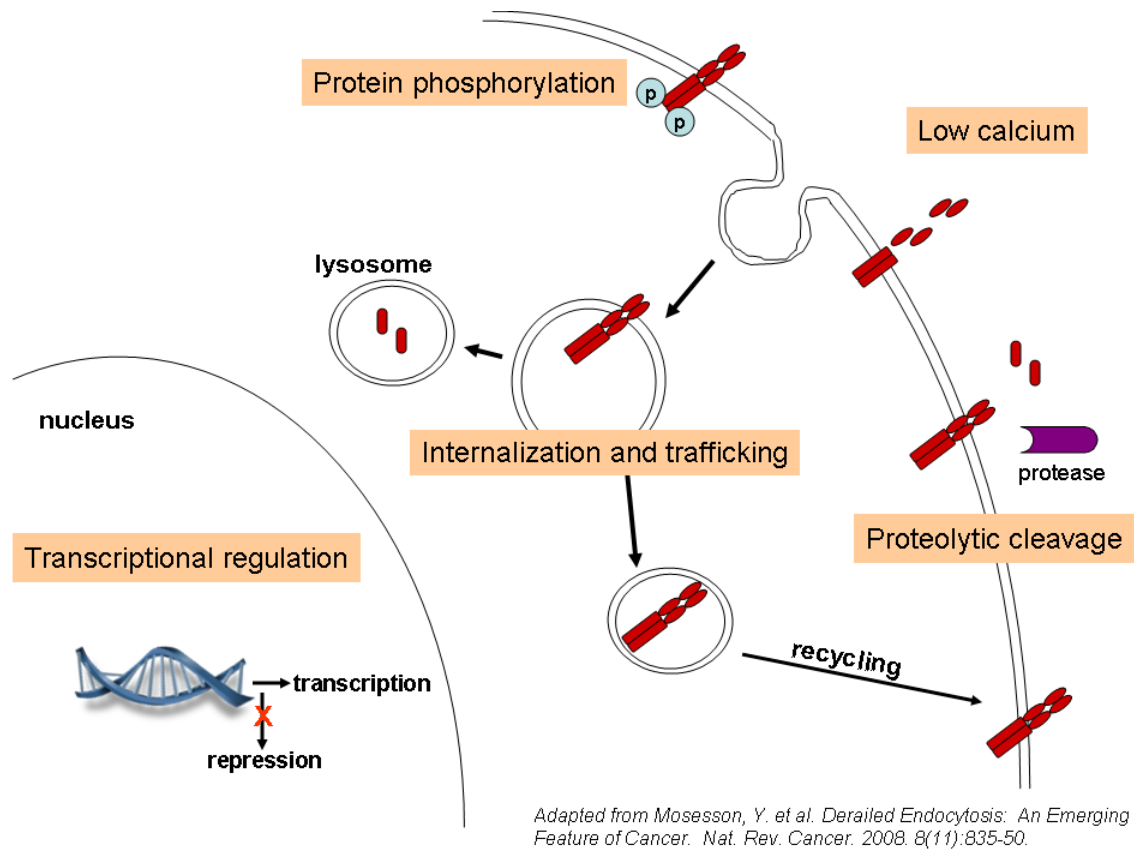 Protein phosphorylation
p
p
Low calcium
lysosome
nucleus
Internalization and trafficking
protease
Proteolytic cleavage
Transcriptional regulation
recycling
transcription
X
repression
Adapted from Mosesson, Y. et al. Derailed Endocytosis: An Emerging
Feature of Cancer. Nat. Rev. Cancer. 2008. 8(11):835-50.